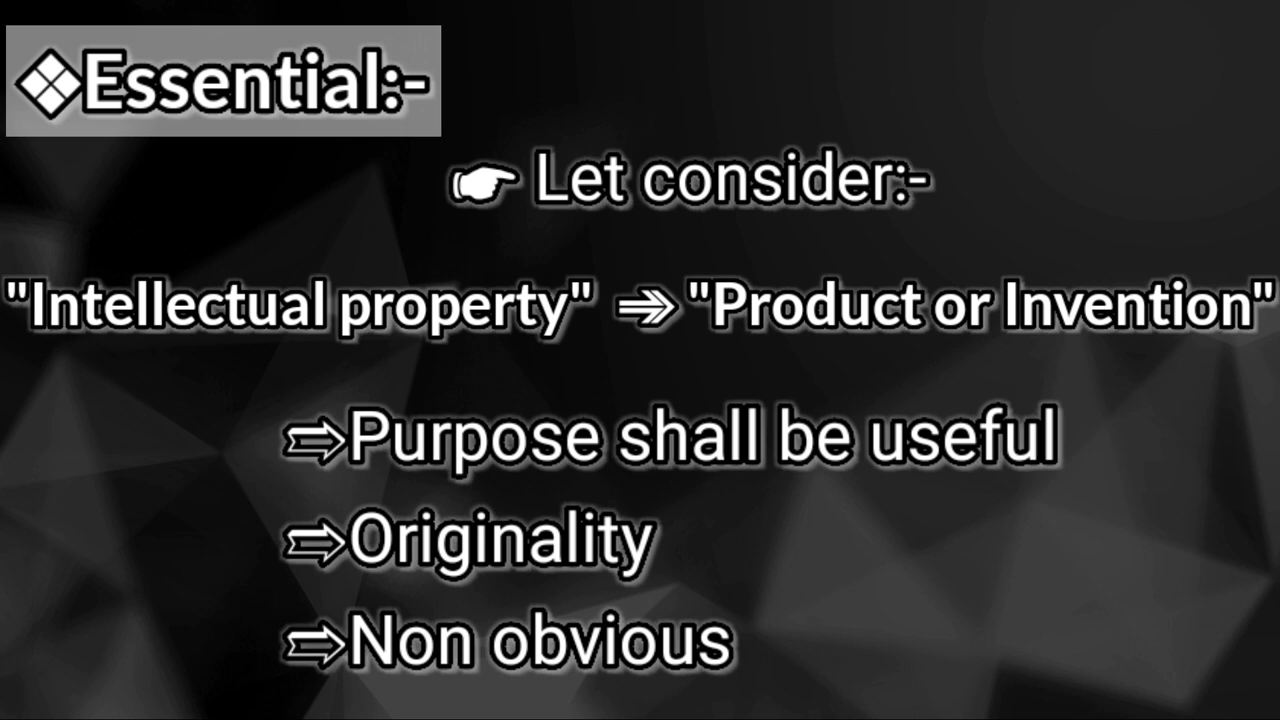 ❖Essential:-
☛ Let consider:-
"Intellectual property" ⇒ "Product or Invention"
⇨Purpose shall be useful
⇨Originality
⇨Non obvious